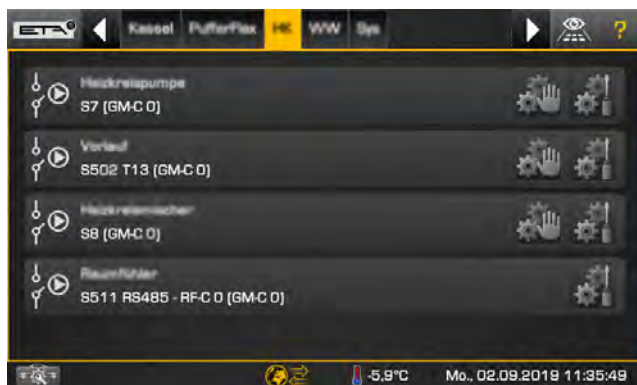 ETA Kessel PufferFlex HK WW Sys ?
Heizkreispumpe
S7 (GM-C 0)
Vorlauf
S502 T13 (GM-C 0)
Heizkreismischer
S8 (GM-C 0)
Raumfühler
S511 RS485 - RF-C 0 (GM-C 0)
-5,9°C Mo., 02.09.2019 11:35:49